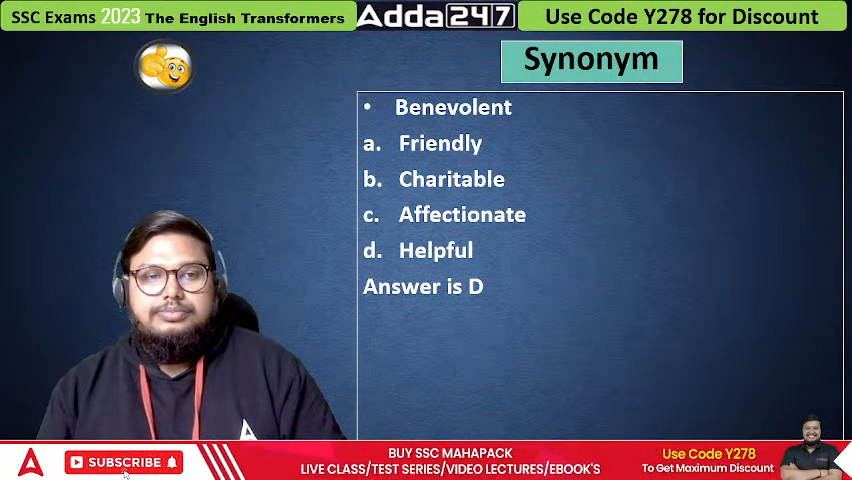 SSC Exams 2023 The English Transformers
Adda247
Use Code Y278 for Discount
Synonym
• Benevolent
a. Friendly
b. Charitable
c. Affectionate
d. Helpful
Answer is D
SUBSCRIBE
BUY SSC MAHAPACK
LIVE CLASS/TEST SERIES/VIDEO LECTURES/EBOOK'S
Use Code Y278
To Get Maximum Discount